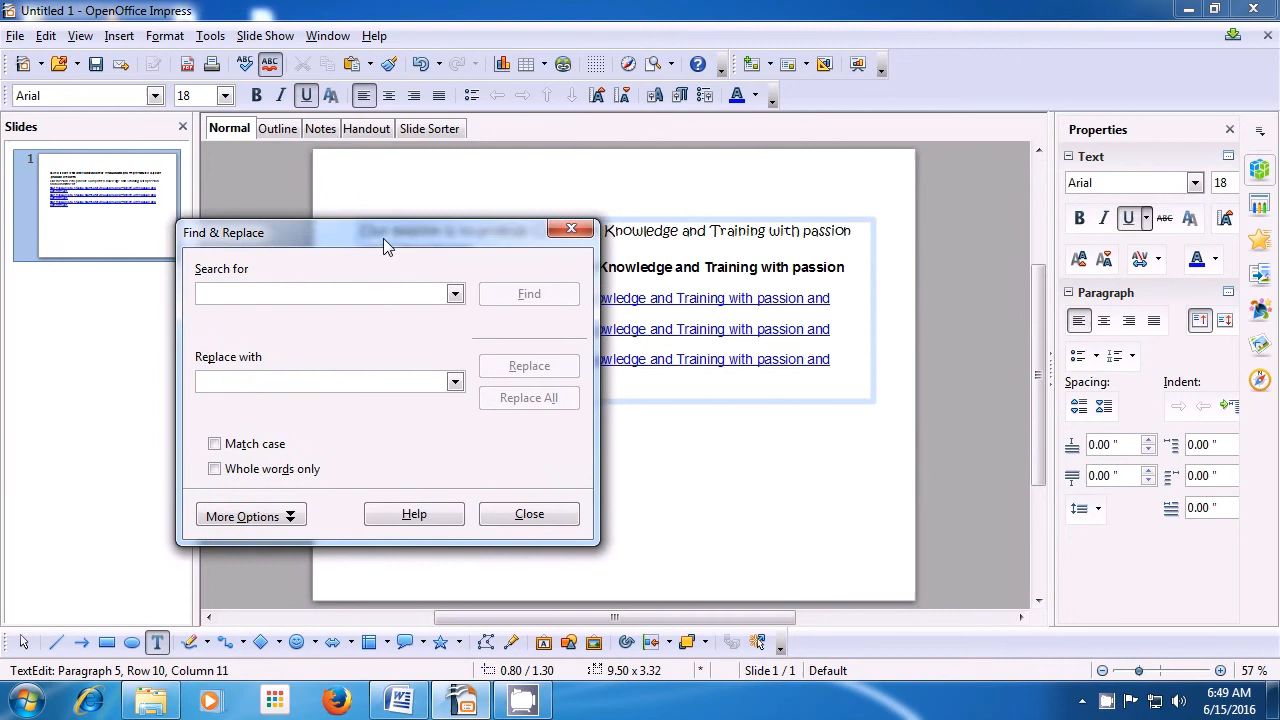 Untitled 1 - OpenOffice Impress
File Edit View Insert Format Tools Slide Show Window Help
Arial 18
Slides
Normal Outline Notes Handout Slide Sorter
Properties
1
Text
Arial 18
Find & Replace
Knowledge and Training with passion
Search for
Knowledge and Training with passion
Find
wledge and Training with passion and
Paragraph
wledge and Training with passion and
Replace with
wledge and Training with passion and
Replace
Spacing: Indent:
Replace All
Match case
0.00 " 0.00 "
Whole words only
0.00 " 0.00 "
More Options Help Close
0.00 "
TextEdit: Paragraph 5, Row 10, Column 11 0.80 / 1.30 9.50 x 3.32 * Slide 1 / 1 Default 57 %
6:49 AM
6/15/2016